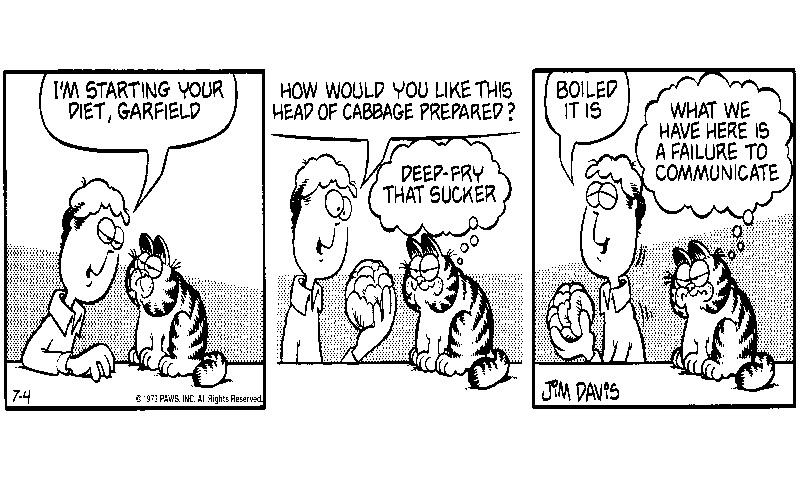 I'M STARTING YOUR
DIET, GARFIELD
HOW WOULD YOU LIKE THIS
HEAD OF CABBAGE PREPARED?
DEEP-FRY
THAT SUCKER
BOILED
IT IS
WHAT WE
HAVE HERE IS
A FAILURE TO
COMMUNICATE
7-4
© 1973 PAWS, INC. All Rights Reserved.
JIM DAVIS